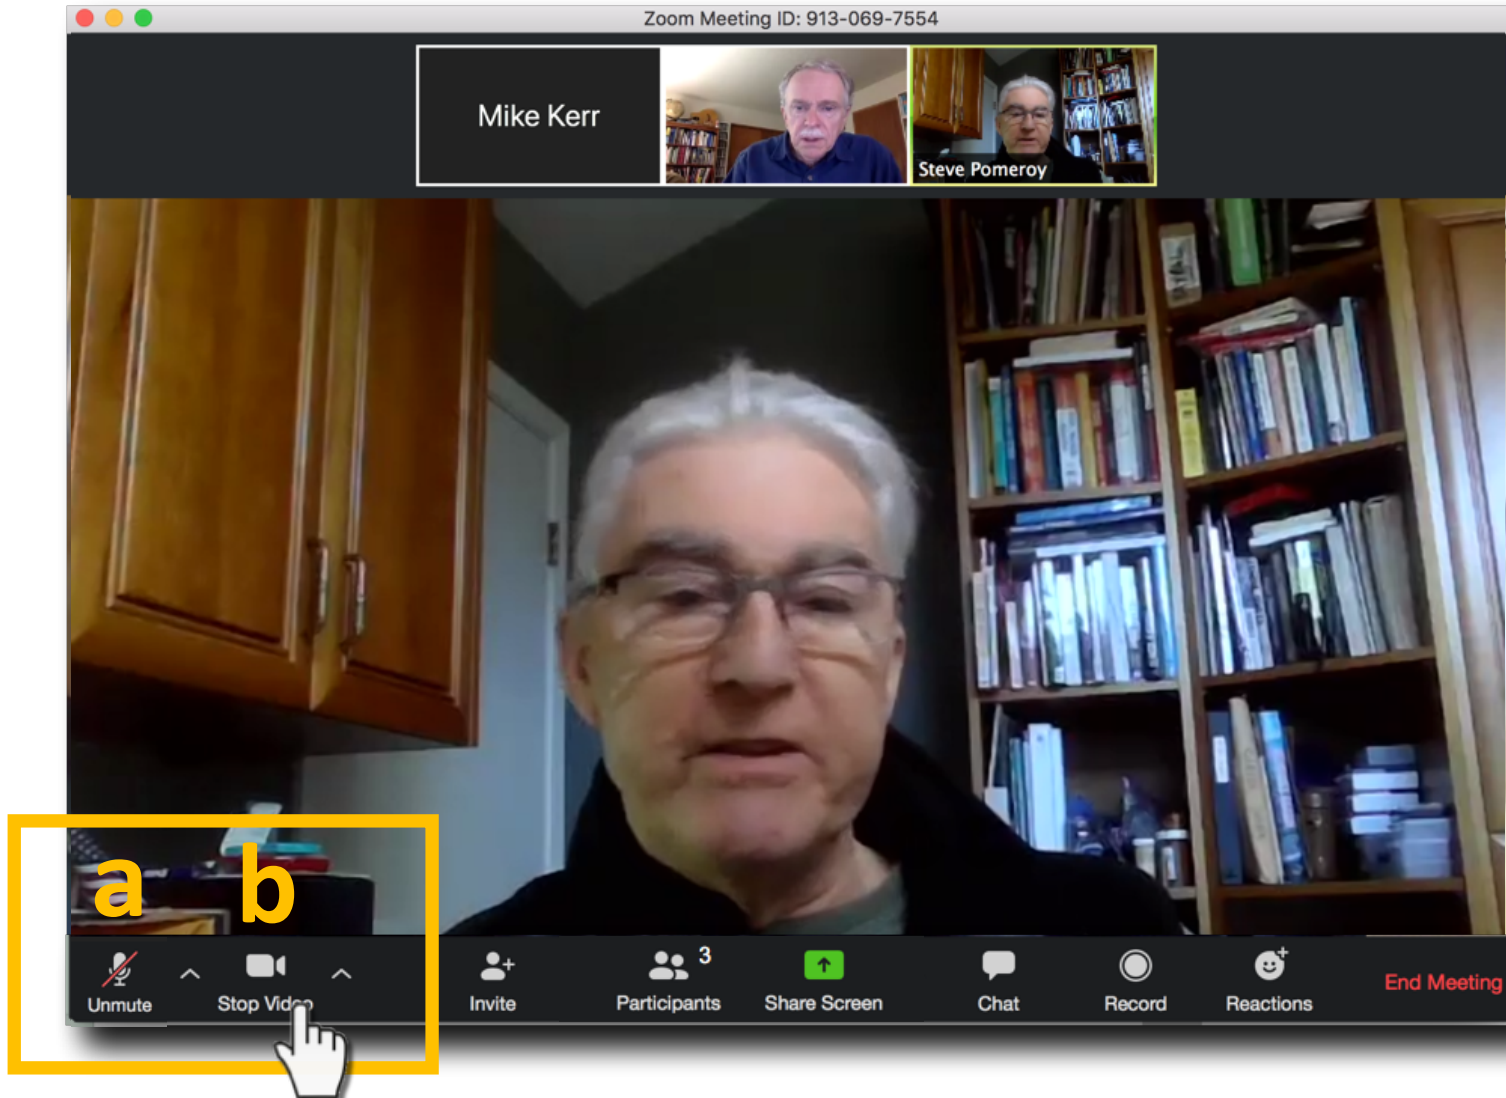 Zoom Meeting ID: 913-069-7554
Mike Kerr
Steve Pomeroy
a b
3
Unmute Stop Video Invite Participants Share Screen Chat Record Reactions End Meeting